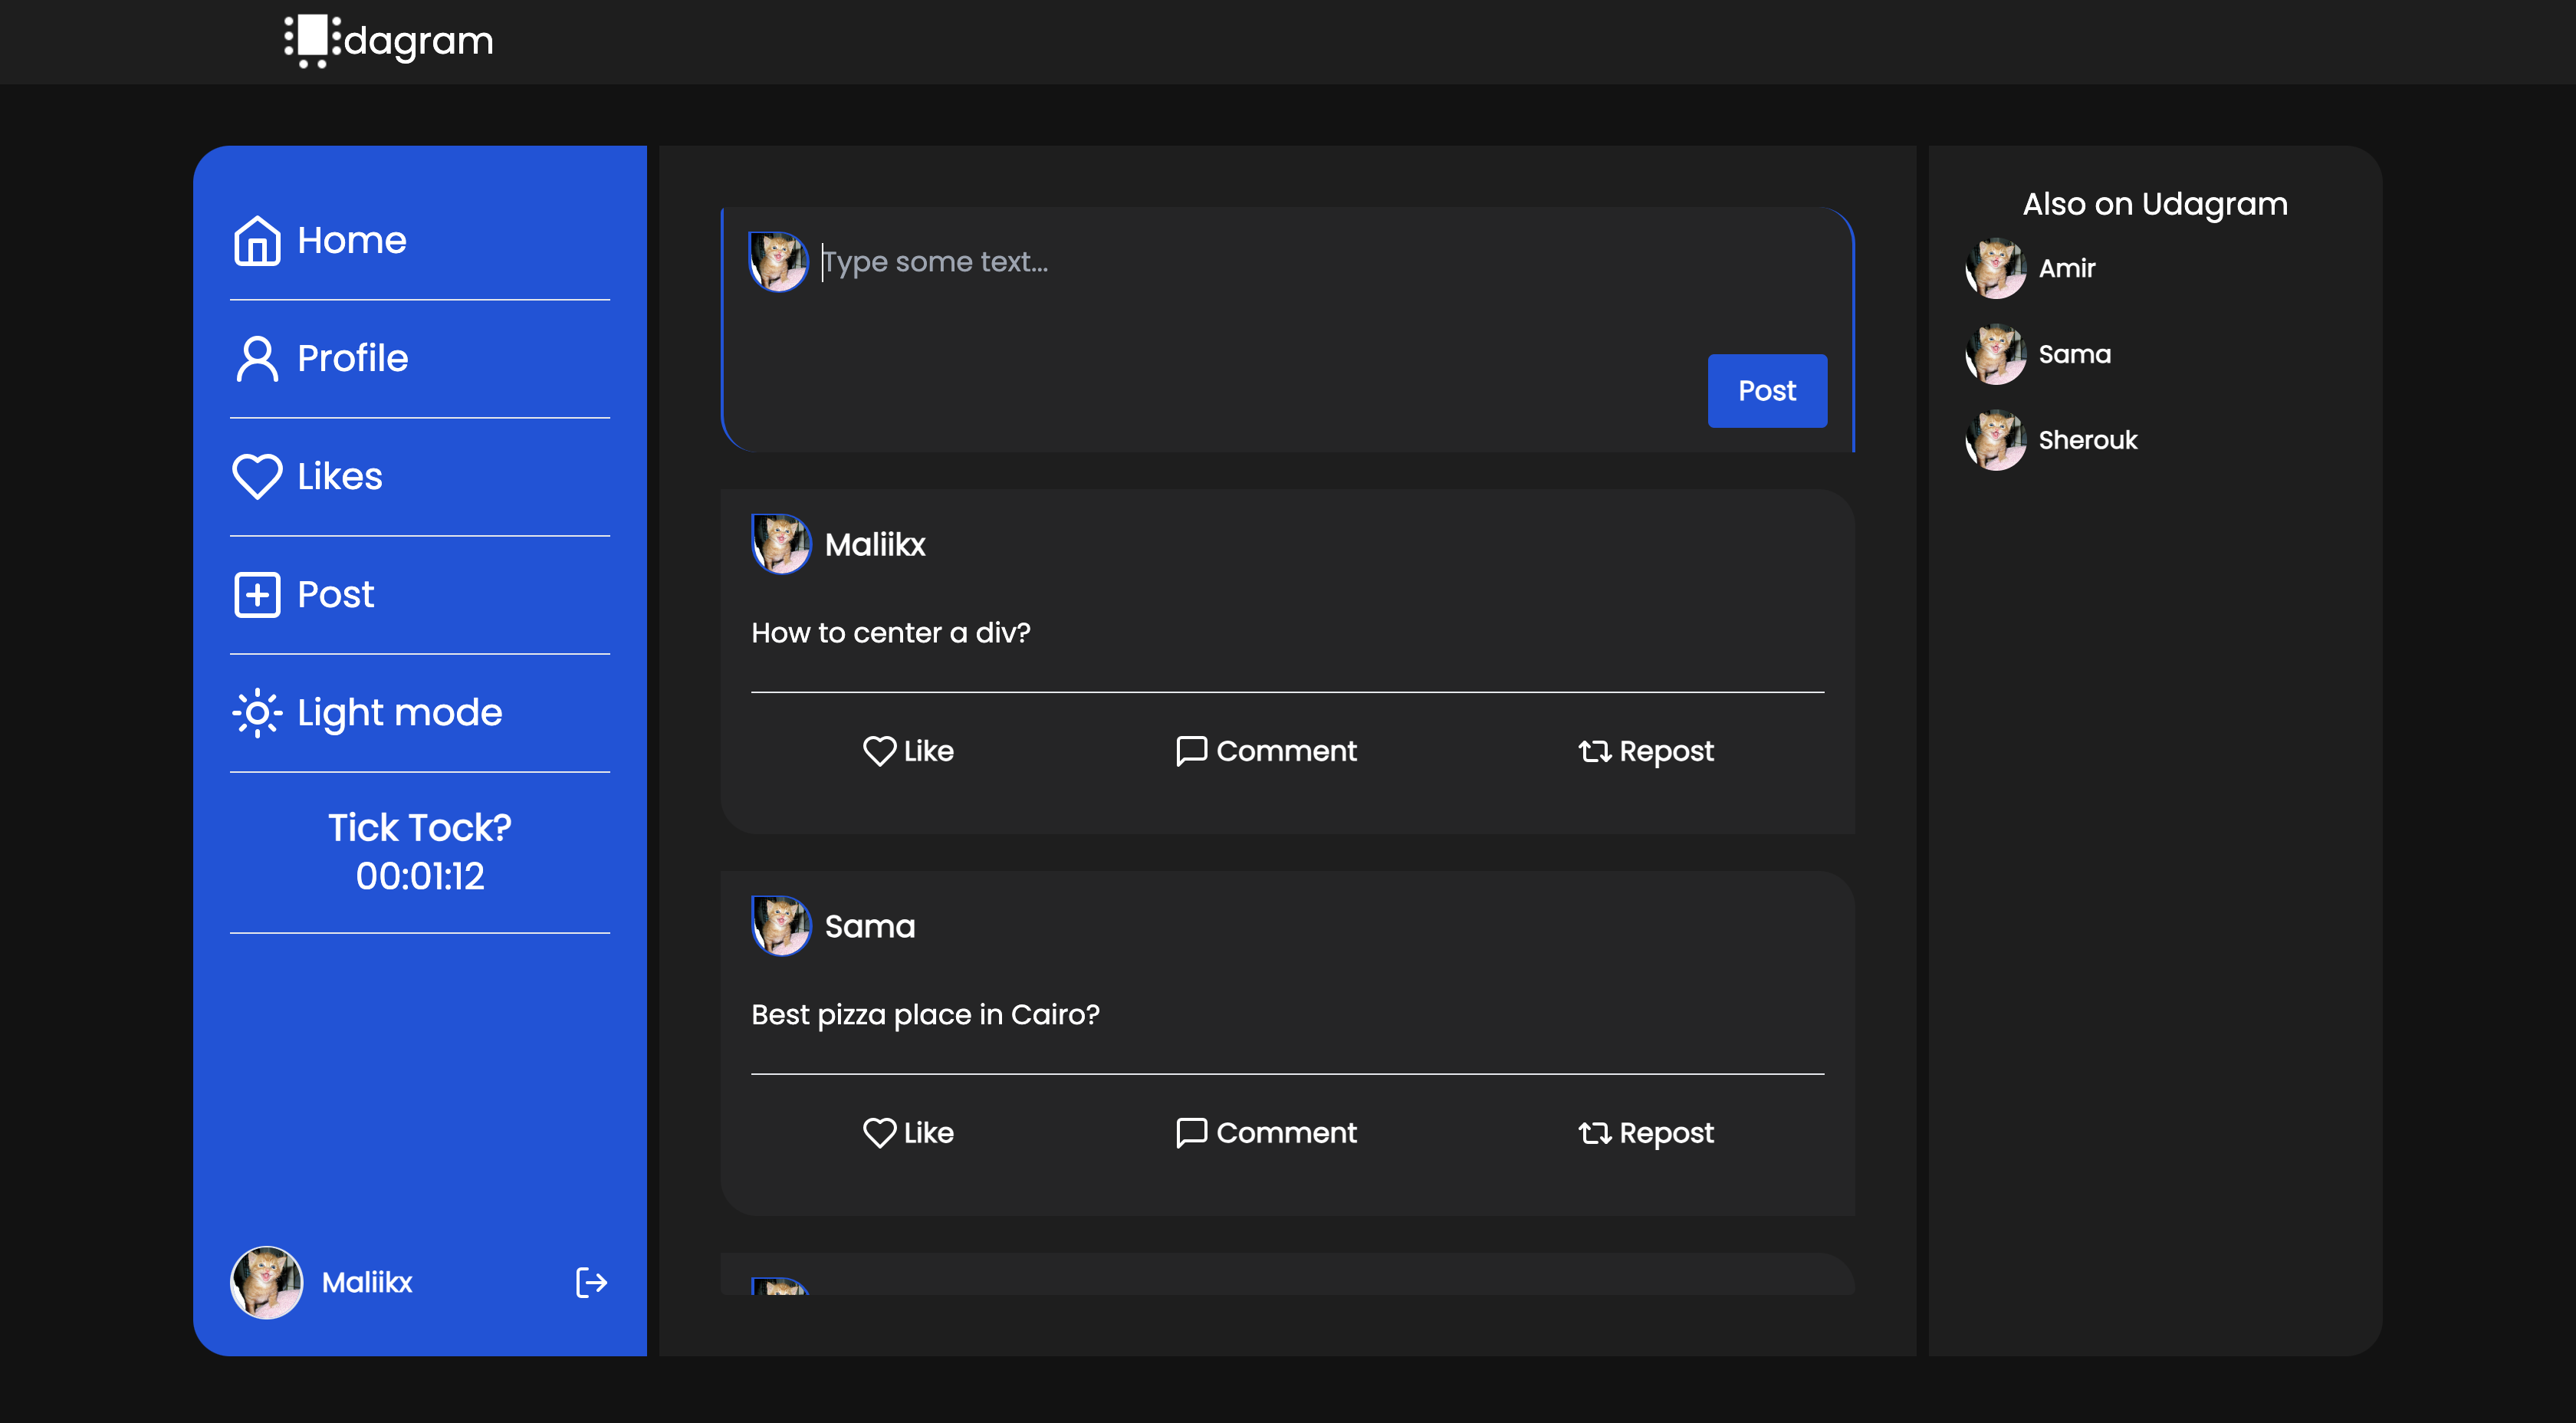 dagram
Home
Profile
Likes
Post
Light mode
Tick Tock?
00:01:12
Maliikx
Type some text...
Post
Maliikx
How to center a div?
Like Comment Repost
Sama
Best pizza place in Cairo?
Like Comment Repost
Also on Udagram
Amir
Sama
Sherouk